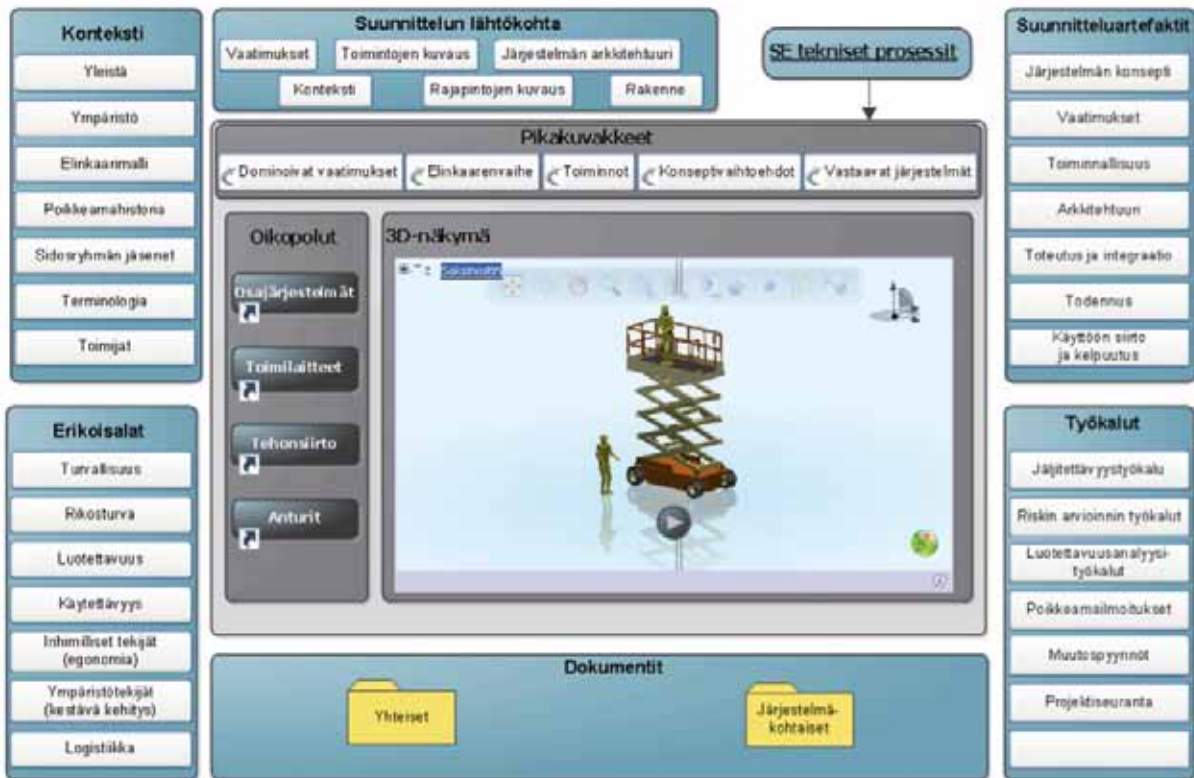 Konteksti
Yleistä
Ympäristö
Elinkaarimalli
Poikkeamahistoria
Sidosryhmän jäsenet
Terminologia
Toimijat
Suunnittelun lähtökohta
Vaatimukset
Toimintojen kuvaus
Järjestelmän arkkitehtuuri
Konteksti
Rajapintojen kuvaus
Rakenne
SE tekniset prosessit
Suunnitteluartefaktit
Järjestelmän konsepti
Vaatimukset
Toiminnallisuus
Arkkitehtuuri
Toteutus ja integraatio
Todennus
Käyttöön siirto
ja kelpuutus
Pikakuvakkeet
Dominoivat vaatimukset
Elinkaarenvaihe
Toiminnot
Konseptivaihtoehdot
Vastaavat järjestelmät
Oikopolut
Osajärjestelmät
Toimilaitteet
Tehonsiirto
Anturit
3D-näkymä
Erikoisalat
Turvallisuus
Rikosturva
Luotettavuus
Käytettävyys
Inhimilliset tekijät
(egonomia)
Ympäristötekijät
(kestävä kehitys)
Logistiikka
Työkalut
Jäljitettävyystyökalu
Riskin arvioinnin työkalut
Luotettavuusanalyysi-
työkalut
Poikkeamailmoitukset
Muutospyynnöt
Projektiseuranta
Dokumentit
Yhteiset
Järjestelmä-
kohtaiset